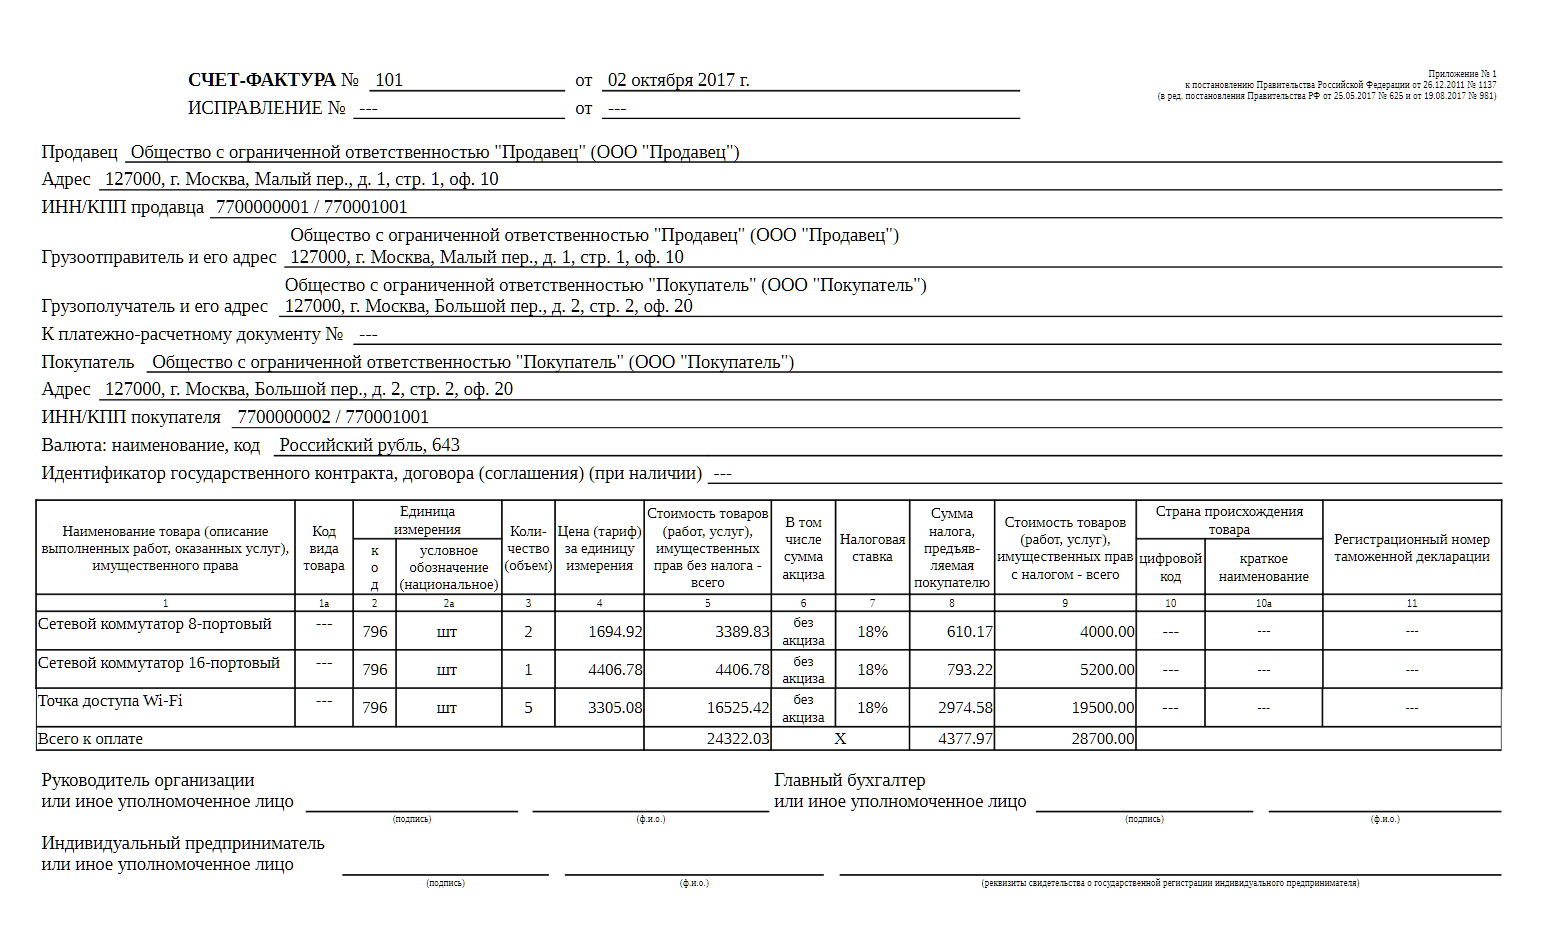 СЧЕТ-ФАКТУРА № 101 от 02 октября 2017 г.
ИСПРАВЛЕНИЕ № --- от ---
Приложение № 1
к постановлению Правительства Российской Федерации от 26.12.2011 № 1137
(в ред. постановления Правительства РФ от 25.05.2017 № 625 и от 19.08.2017 № 981)
Продавец Общество с ограниченной ответственностью "Продавец" (ООО "Продавец")
Адрес 127000, г. Москва, Малый пер., д. 1, стр. 1, оф. 10
ИНН/КПП продавца 7700000001 / 770001001
Общество с ограниченной ответственностью "Продавец" (ООО "Продавец")
Грузоотправитель и его адрес 127000, г. Москва, Малый пер., д. 1, стр. 1, оф. 10
Общество с ограниченной ответственностью "Покупатель" (ООО "Покупатель")
Грузополучатель и его адрес 127000, г. Москва, Большой пер., д. 2, стр. 2, оф. 20
К платежно-расчетному документу № ---
Покупатель Общество с ограниченной ответственностью "Покупатель" (ООО "Покупатель")
Адрес 127000, г. Москва, Большой пер., д. 2, стр. 2, оф. 20
ИНН/КПП покупателя 7700000002 / 770001001
Валюта: наименование, код Российский рубль, 643
Идентификатор государственного контракта, договора (соглашения) (при наличии) ---
Наименование товара (описание
выполненных работ, оказанных услуг),
имущественного права
Код
вида
товара
Единица
измерения
к
о
д
условное
обозначение
(национальное)
Коли-
чество
(объем)
Цена (тариф)
за единицу
измерения
Стоимость товаров
(работ, услуг),
имущественных
прав без налога -
всего
В том
числе
сумма
акциза
Налоговая
ставка
Сумма
налога,
предъяв-
ляемая
покупателю
Стоимость товаров
(работ, услуг),
имущественных прав
с налогом - всего
Страна происхождения
товара
цифровой
код
краткое
наименование
Регистрационный номер
таможенной декларации
1 1а 2 2а 3 4 5 6 7 8 9 10 10а 11
Сетевой коммутатор 8-портовый --- 796 шт 2 1694.92 3389.83 без акциза 18% 610.17 4000.00 --- --- ---
Сетевой коммутатор 16-портовый --- 796 шт 1 4406.78 4406.78 без акциза 18% 793.22 5200.00 --- --- ---
Точка доступа Wi-Fi --- 796 шт 5 3305.08 16525.42 без акциза 18% 2974.58 19500.00 --- --- ---
Всего к оплате 24322.03 X 4377.97 28700.00
Руководитель организации
или иное уполномоченное лицо
(подпись) (ф.и.о.)
Главный бухгалтер
или иное уполномоченное лицо
(подпись) (ф.и.о.)
Индивидуальный предприниматель
или иное уполномоченное лицо
(подпись) (ф.и.о.) (реквизиты свидетельства о государственной регистрации индивидуального предпринимателя)